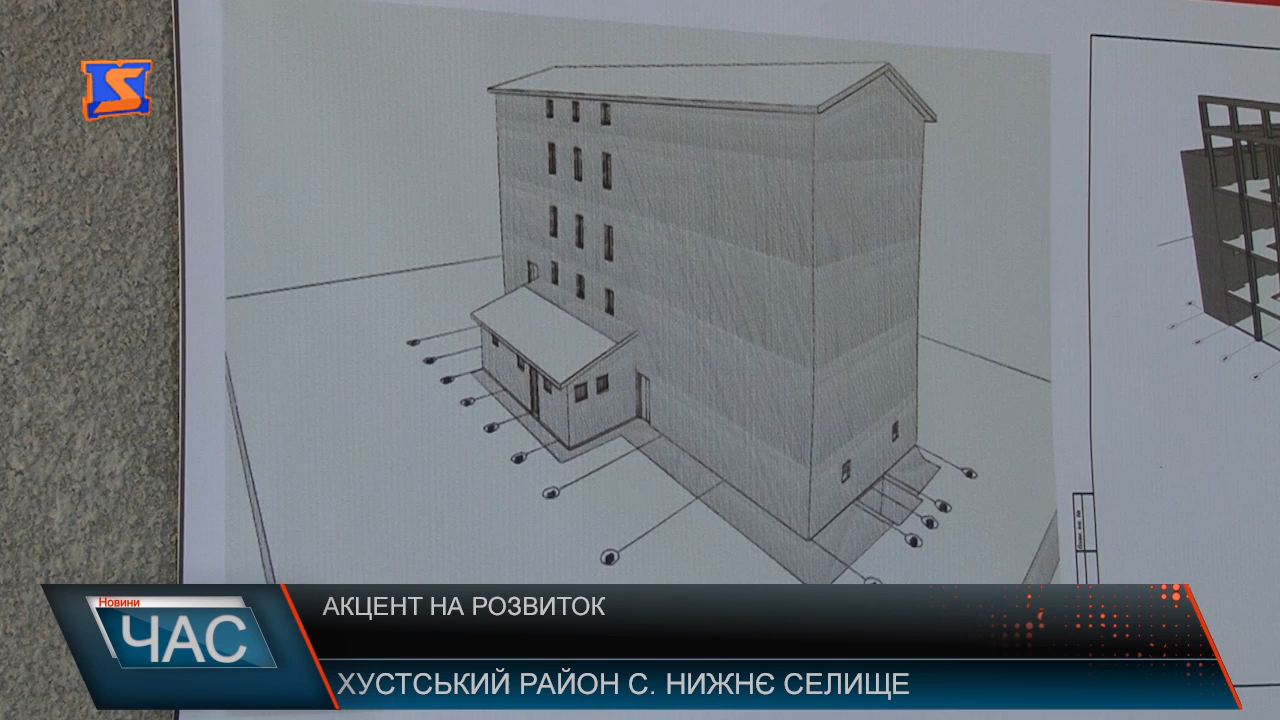 S
Новини
ЧАС
АКЦЕНТ НА РОЗВИТОК
ХУСТСЬКИЙ РАЙОН С. НИЖНЄ СЕЛИЩЕ